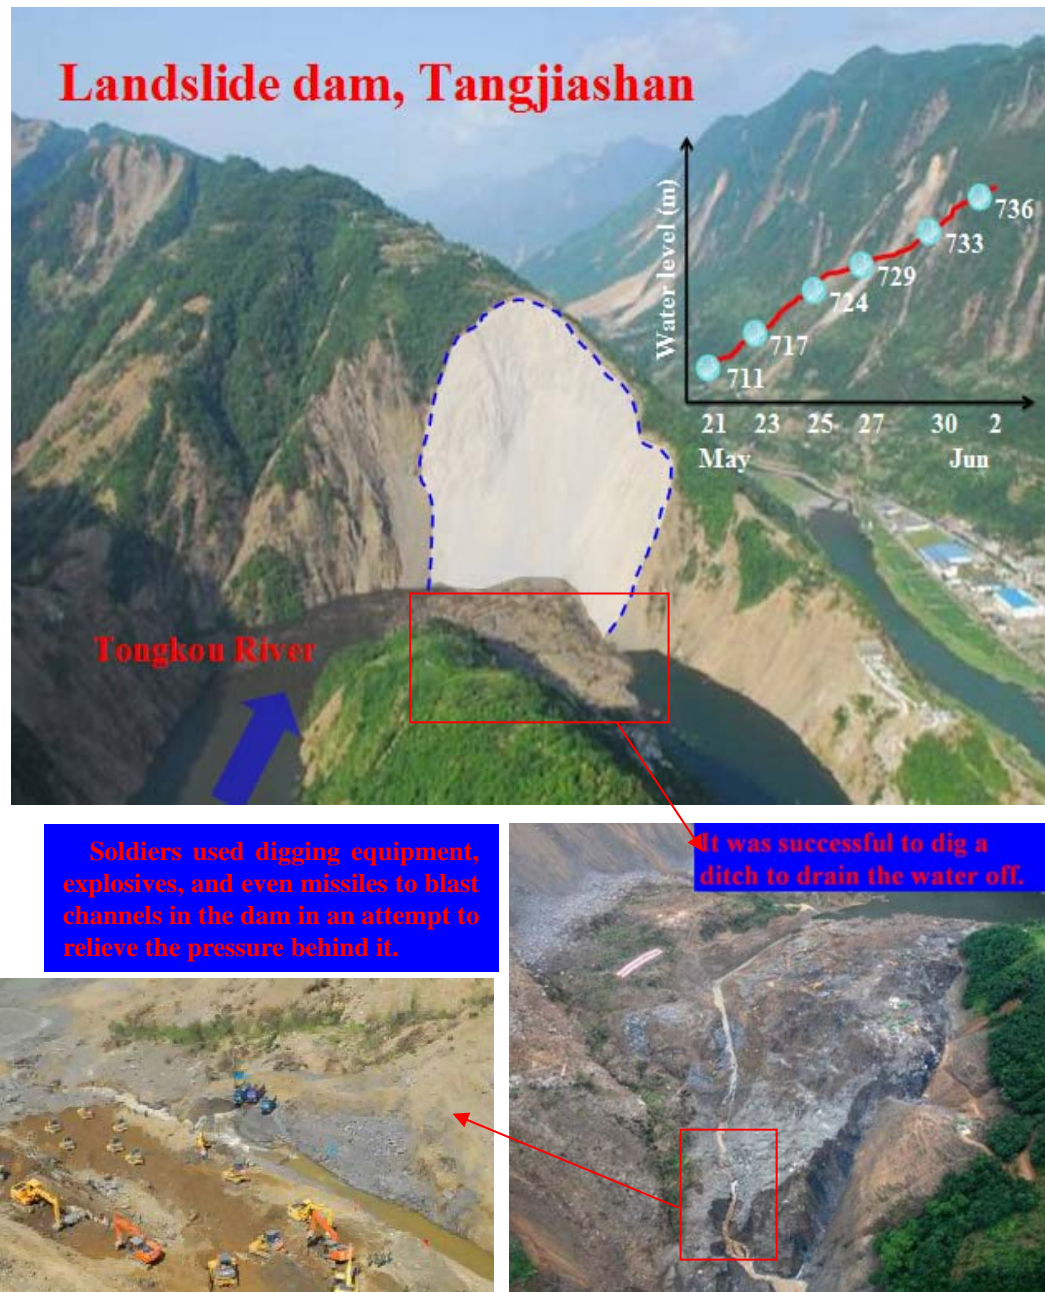 Landslide dam, Tangjiashan
Water level (m)
736
733
729
724
717
711
21 23 25 27 30 2
May Jun
Tongkou River
Soldiers used digging equipment,
explosives, and even missiles to blast
channels in the dam in an attempt to
relieve the pressure behind it.
It was successful to dig a
ditch to drain the water off.